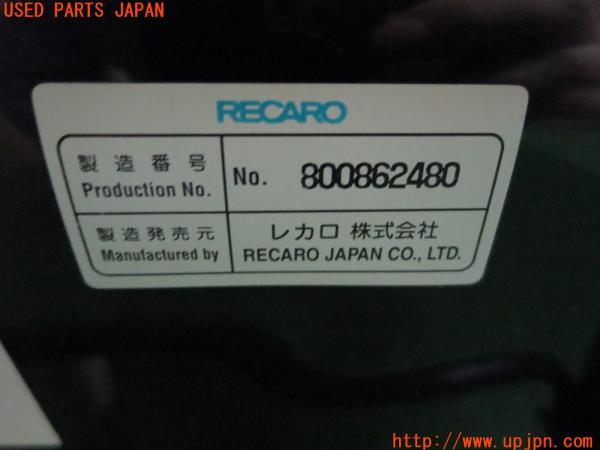 USED PARTS JAPAN
RECARO
製造番号
Production No.
No. 800862480
製造発売元
Manufactured by
レカロ 株式会社
RECARO JAPAN CO., LTD.
http://www.upjpn.com/